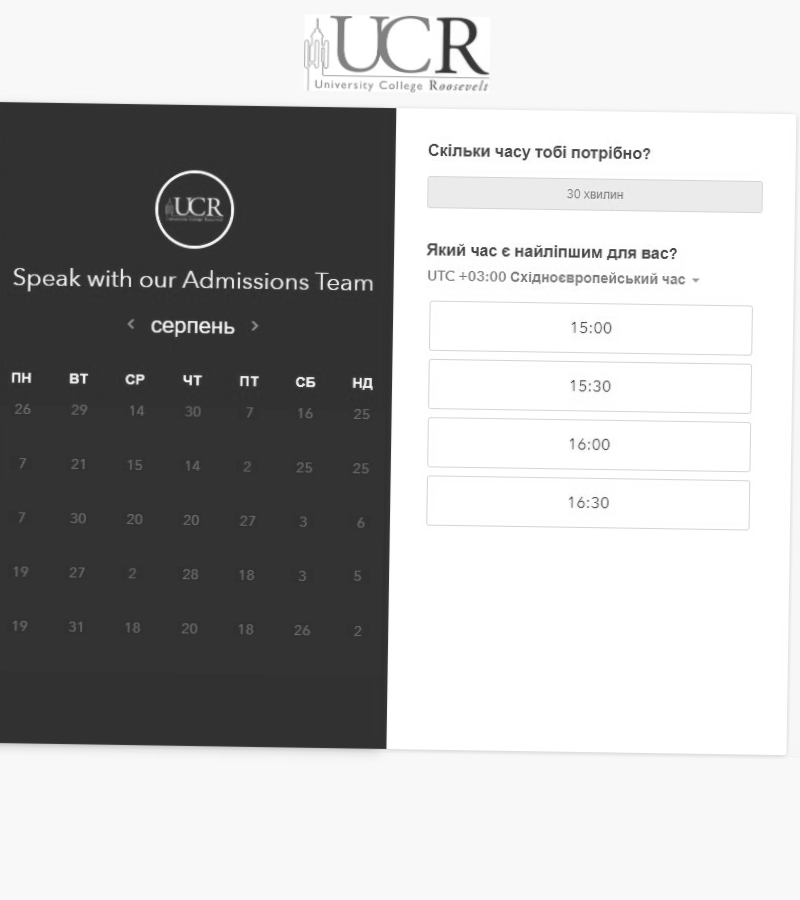 UCR
University College Roosevelt
UCR
Speak with our Admissions Team
серпень
ПН ВТ СР ЧТ ПТ СБ НД
26 29 14 30 7 16 25
7 21 15 14 2 25 25
7 30 20 20 27 3 6
19 27 2 28 18 3 5
19 31 18 20 18 26 2
Скільки часу тобі потрібно?
30 хвилин
Який час є найліпшим для вас?
UTC +03:00 Східноєвропейський час
15:00
15:30
16:00
16:30